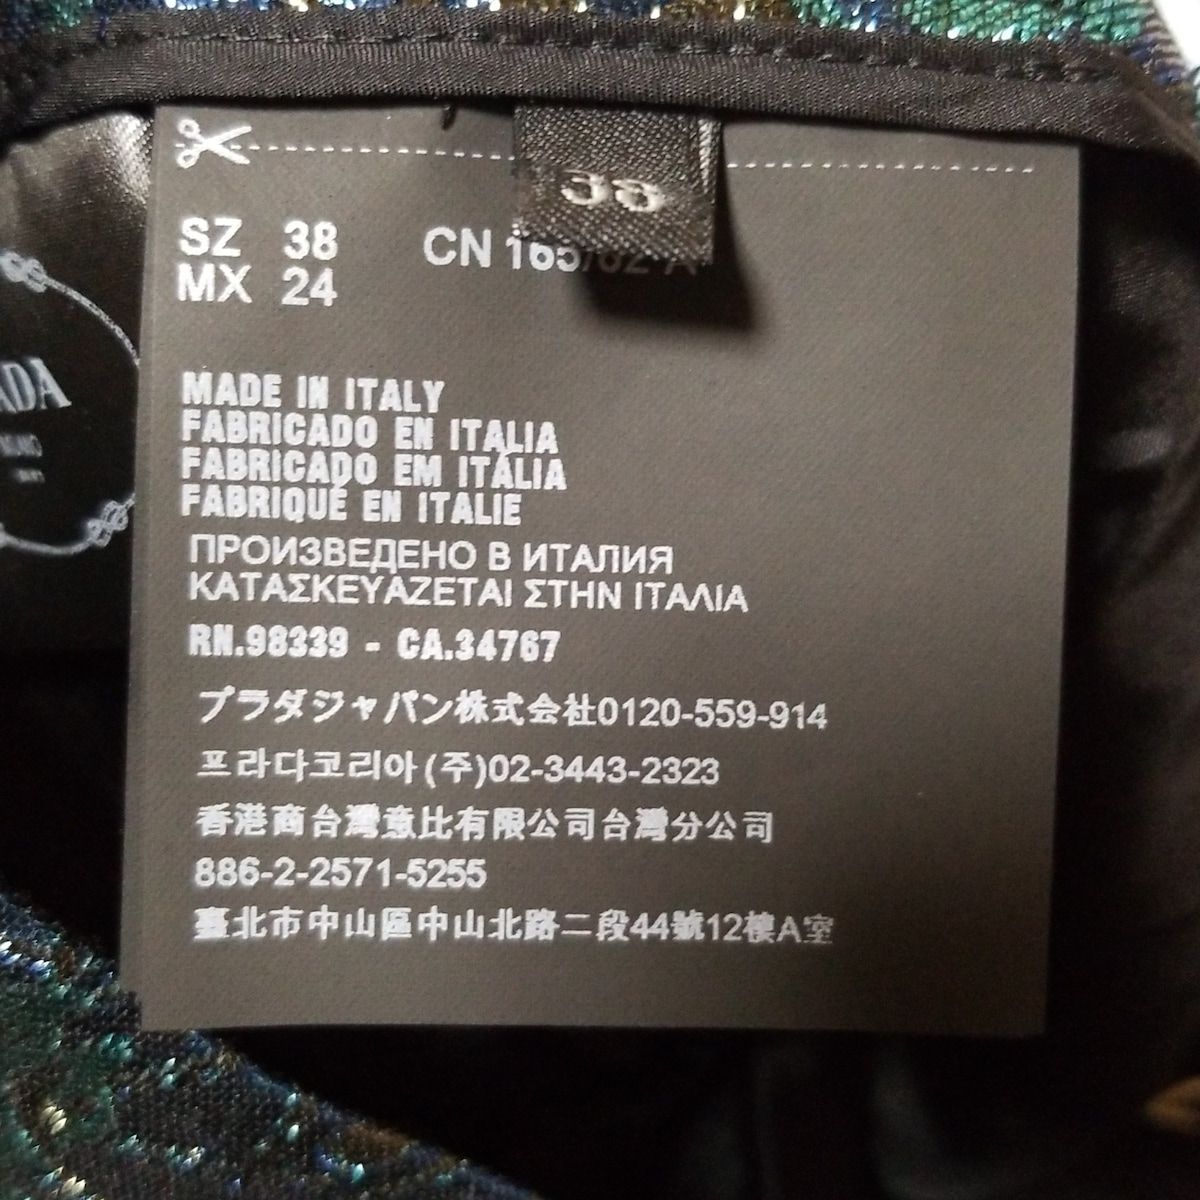 38
SZ 38 CN 165/82 A
MX 24
MADE IN ITALY
FABRICADO EN ITALIA
FABRICADO EM ITÁLIA
FABRIQUÉ EN ITALIE
ПРОИЗВЕДЕНО В ИТАЛИЯ
ΚΑΤΑΣΚΕΥΑΖΕΤΑΙ ΣΤΗΝ ΙΤΑΛΙΑ
RN.98339 - CA.34767
プラダジャパン株式会社0120-559-914
프라다코리아(주)02-3443-2323
香港商台灣意比有限公司台灣分公司
886-2-2571-5255
臺北市中山區中山北路二段44號12樓A室
ADA